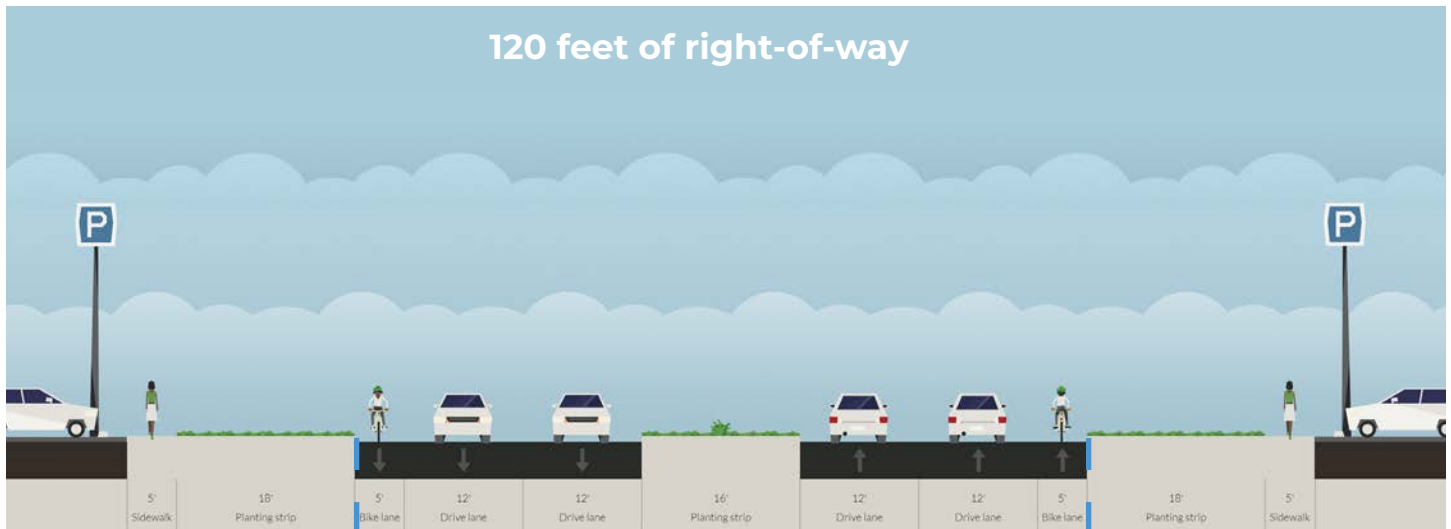 120 feet of right-of-way
P
P
5' 18' 5' 12' 12' 16' 12' 12' 5' 18' 5'
Sidewalk Planting strip Bike lane Drive lane Drive lane Planting strip Drive lane Drive lane Bike lane Planting strip Sidewalk